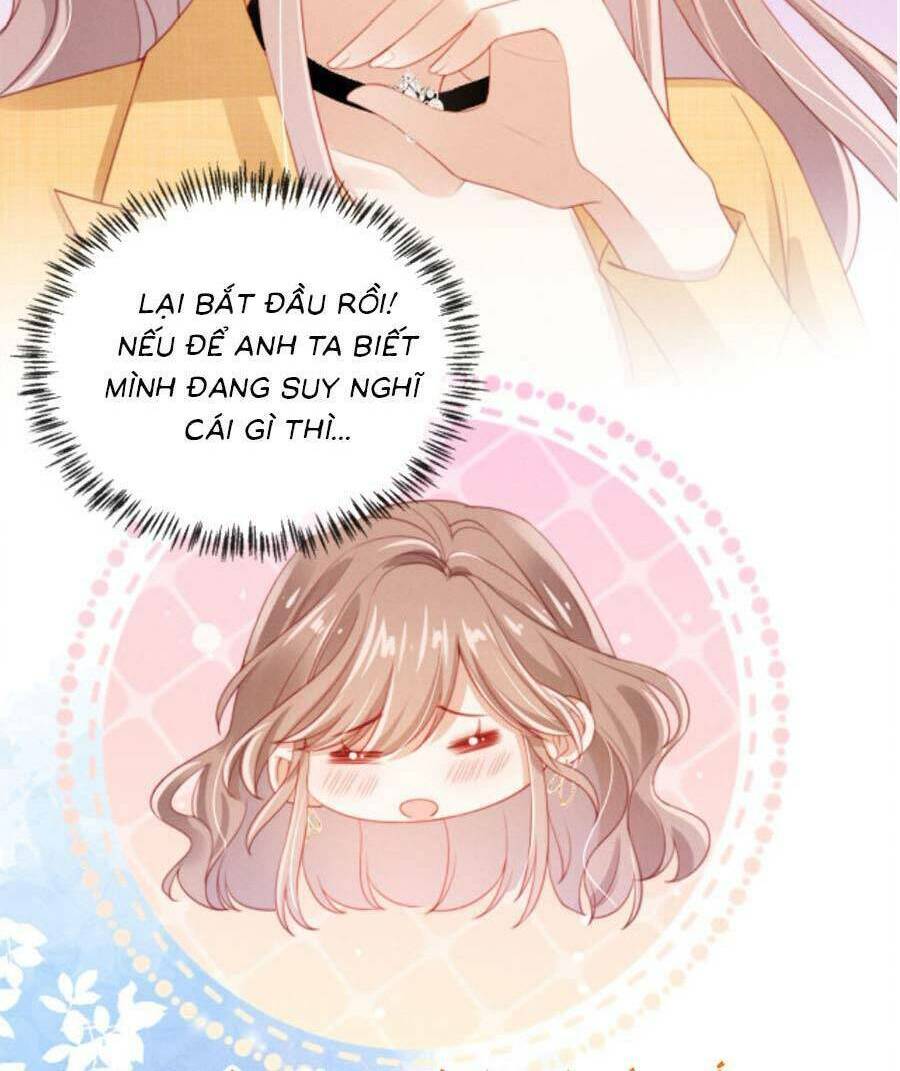 LẠI BẮT ĐẦU RỒI!
NẾU ĐỂ ANH TA BIẾT
MÌNH ĐANG SUY NGHĨ
CÁI GÌ THÌ...